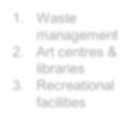 1. Waste
management
2. Art centres &
libraries
3. Recreational
facilities